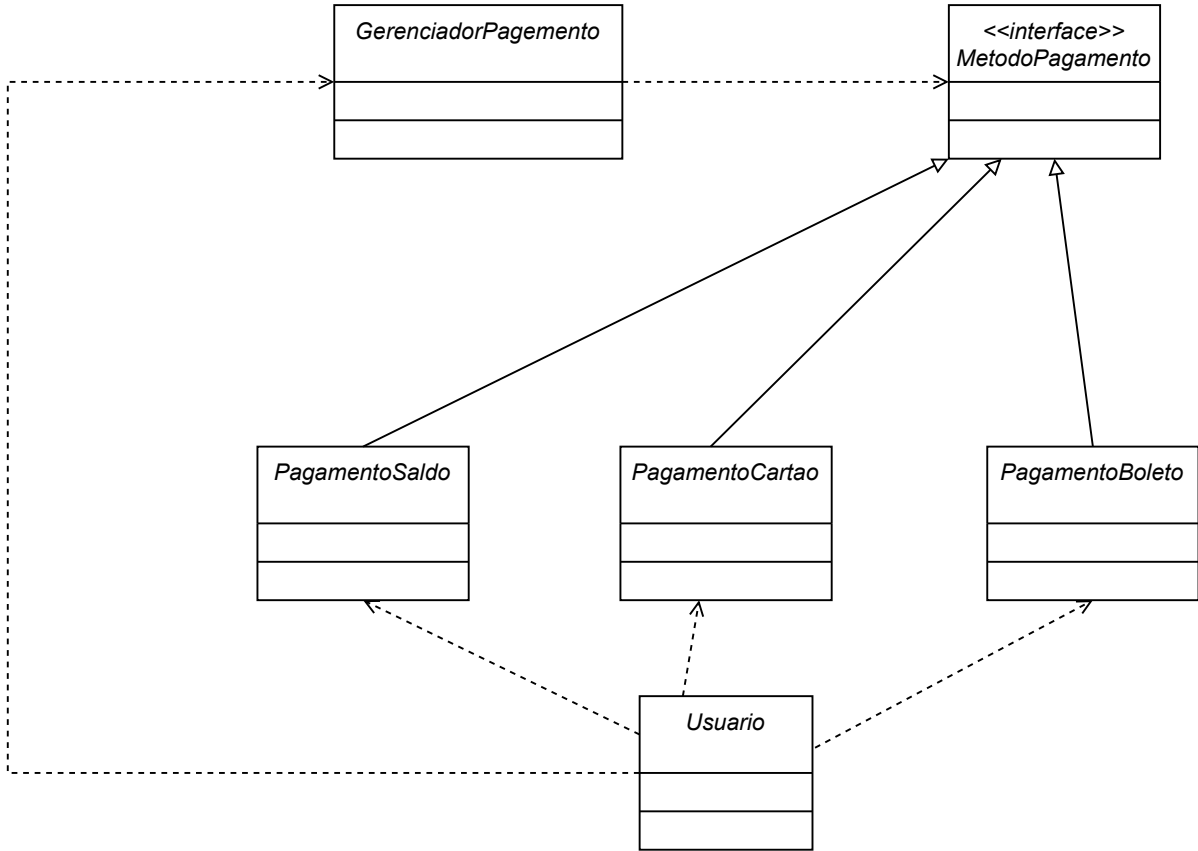 GerenciadorPagemento
<<interface>>
MetodoPagamento
PagamentoSaldo
PagamentoCartao
PagamentoBoleto
Usuario